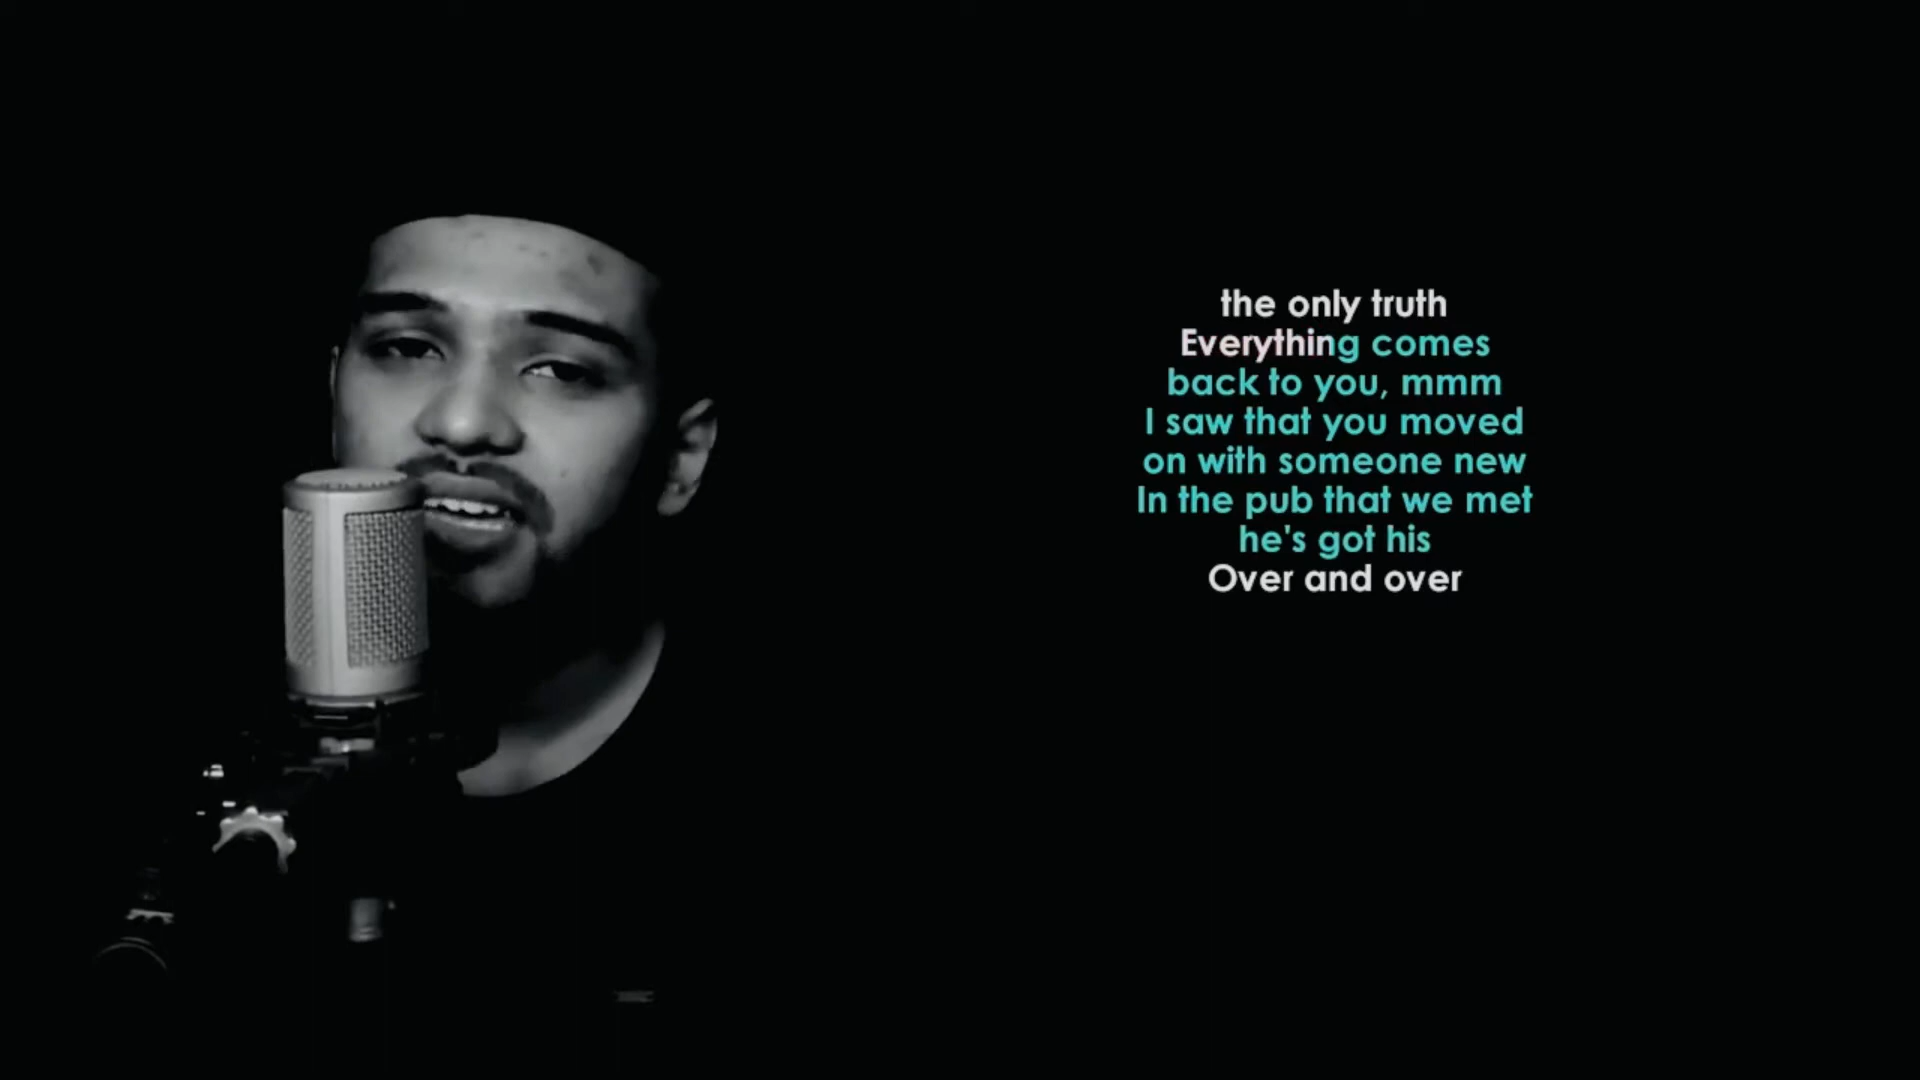 the only truth
Everything comes
back to you, mmm
I saw that you moved
on with someone new
In the pub that we met
he's got his
Over and over